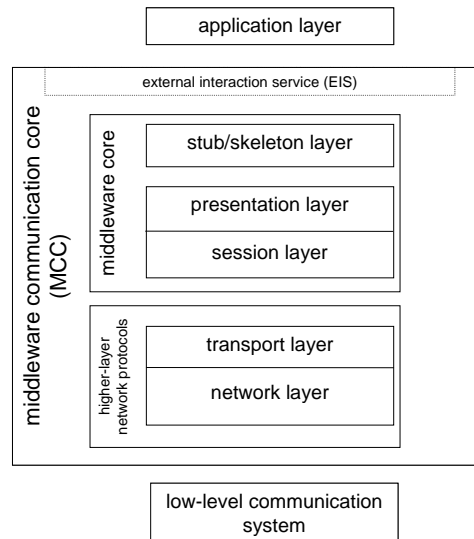 application layer
external interaction service (EIS)
middleware communication core
(MCC)
middleware core
stub/skeleton layer
presentation layer
session layer
higher-layer
network protocols
transport layer
network layer
low-level communication
system